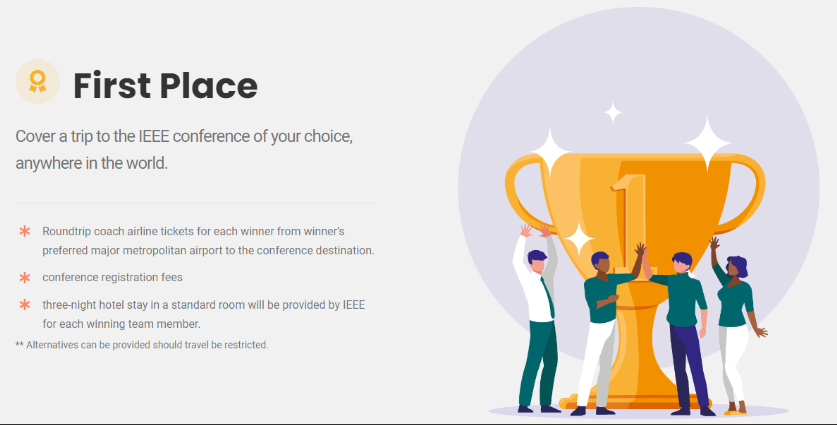 First Place
Cover a trip to the IEEE conference of your choice,
anywhere in the world.
Roundtrip coach airline tickets for each winner from winner's
preferred major metropolitan airport to the conference destination.
conference registration fees
three-night hotel stay in a standard room will be provided by IEEE
for each winning team member.
** Alternatives can be provided should travel be restricted.
1